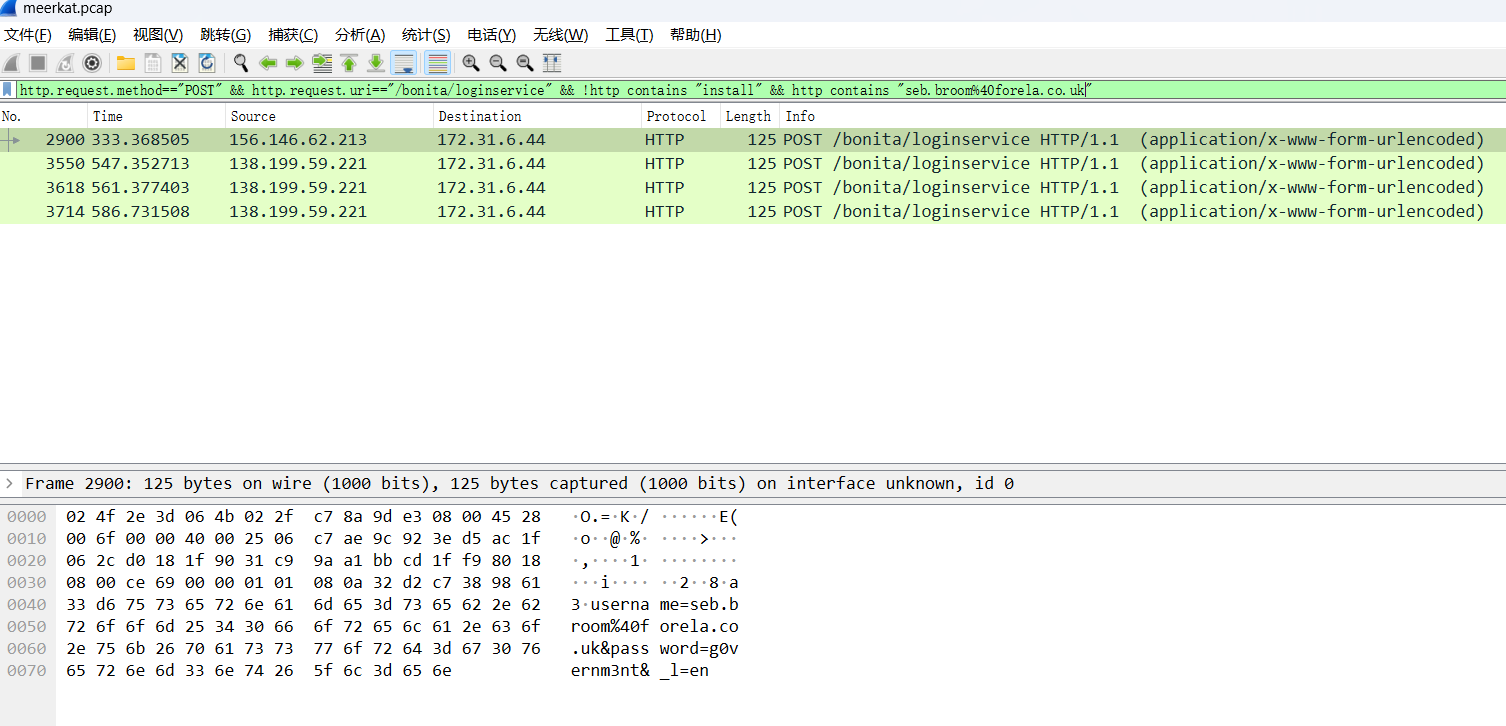 meerkat.pcap
文件(F) 编辑(E) 视图(V) 跳转(G) 捕获(C) 分析(A) 统计(S) 电话(Y) 无线(W) 工具(T) 帮助(H)
http.request.method=="POST" && http.request.uri=="/bonita/loginservice" && !http contains "install" && http contains "seb.broom%40forela.co.uk"
No. Time Source Destination Protocol Length Info
2900 333.368505 156.146.62.213 172.31.6.44 HTTP 125 POST /bonita/loginservice HTTP/1.1 (application/x-www-form-urlencoded)
3550 547.352713 138.199.59.221 172.31.6.44 HTTP 125 POST /bonita/loginservice HTTP/1.1 (application/x-www-form-urlencoded)
3618 561.377403 138.199.59.221 172.31.6.44 HTTP 125 POST /bonita/loginservice HTTP/1.1 (application/x-www-form-urlencoded)
3714 586.731508 138.199.59.221 172.31.6.44 HTTP 125 POST /bonita/loginservice HTTP/1.1 (application/x-www-form-urlencoded)
Frame 2900: 125 bytes on wire (1000 bits), 125 bytes captured (1000 bits) on interface unknown, id 0
0000 02 4f 2e 3d 06 4b 02 2f c7 8a 9d e3 08 00 45 28 ·O.=·K·/ ······E(
0010 00 6f 00 00 40 00 25 06 c7 ae 9c 92 3e d5 ac 1f ·o··@·%· ····>···
0020 06 2c d0 18 1f 90 31 c9 9a a1 bb cd 1f f9 80 18 ·,····1· ········
0030 08 00 ce 69 00 00 01 01 08 0a 32 d2 c7 38 98 61 ···i···· ··2··8·a
0040 33 d6 75 73 65 72 6e 61 6d 65 3d 73 65 62 2e 62 3·userna me=seb.b
0050 72 6f 6f 6d 25 34 30 66 6f 72 65 6c 61 2e 63 6f room%40f orela.co
0060 2e 75 6b 26 70 61 73 73 77 6f 72 64 3d 67 30 76 .uk&pass word=g0v
0070 65 72 6e 6d 33 6e 74 26 5f 6c 3d 65 6e ernm3nt& _l=en